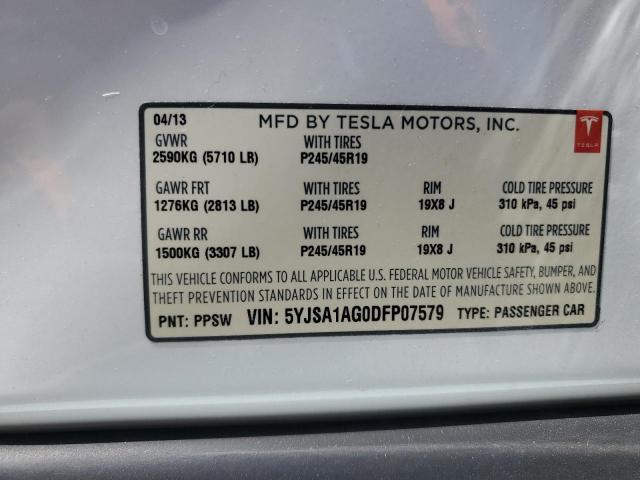 04/13 MFD BY TESLA MOTORS, INC.
TESLA
GVWR WITH TIRES
2590KG (5710 LB) P245/45R19
GAWR FRT WITH TIRES RIM COLD TIRE PRESSURE
1276KG (2813 LB) P245/45R19 19X8 J 310 kPa, 45 psi
GAWR RR WITH TIRES RIM COLD TIRE PRESSURE
1500KG (3307 LB) P245/45R19 19X8 J 310 kPa, 45 psi
THIS VEHICLE CONFORMS TO ALL APPLICABLE U.S. FEDERAL MOTOR VEHICLE SAFETY, BUMPER, AND
THEFT PREVENTION STANDARDS IN EFFECT ON THE DATE OF MANUFACTURE SHOWN ABOVE.
PNT: PPSW VIN: 5YJSA1AG0DFP07579 TYPE: PASSENGER CAR